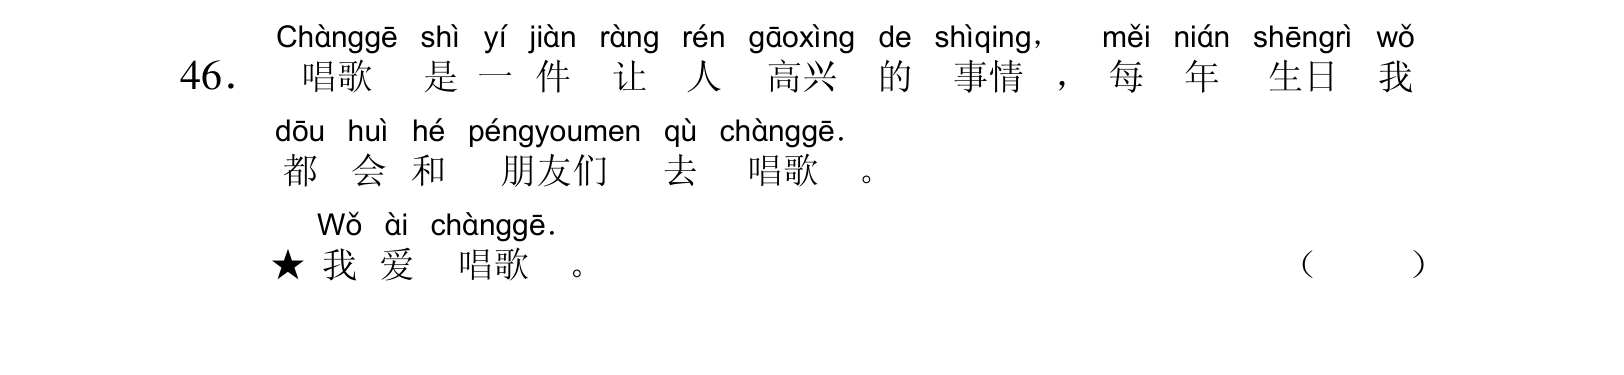 Chànggē shì yí jiàn ràng rén gāoxìng de shìqing, měi nián shēngrì wǒ
46. 唱歌 是 一 件 让 人 高兴 的 事情 , 每 年 生日 我
dōu huì hé péngyoumen qù chànggē.
都 会 和 朋友们 去 唱歌 。
Wǒ ài chànggē.
★ 我 爱 唱歌 。 ( )